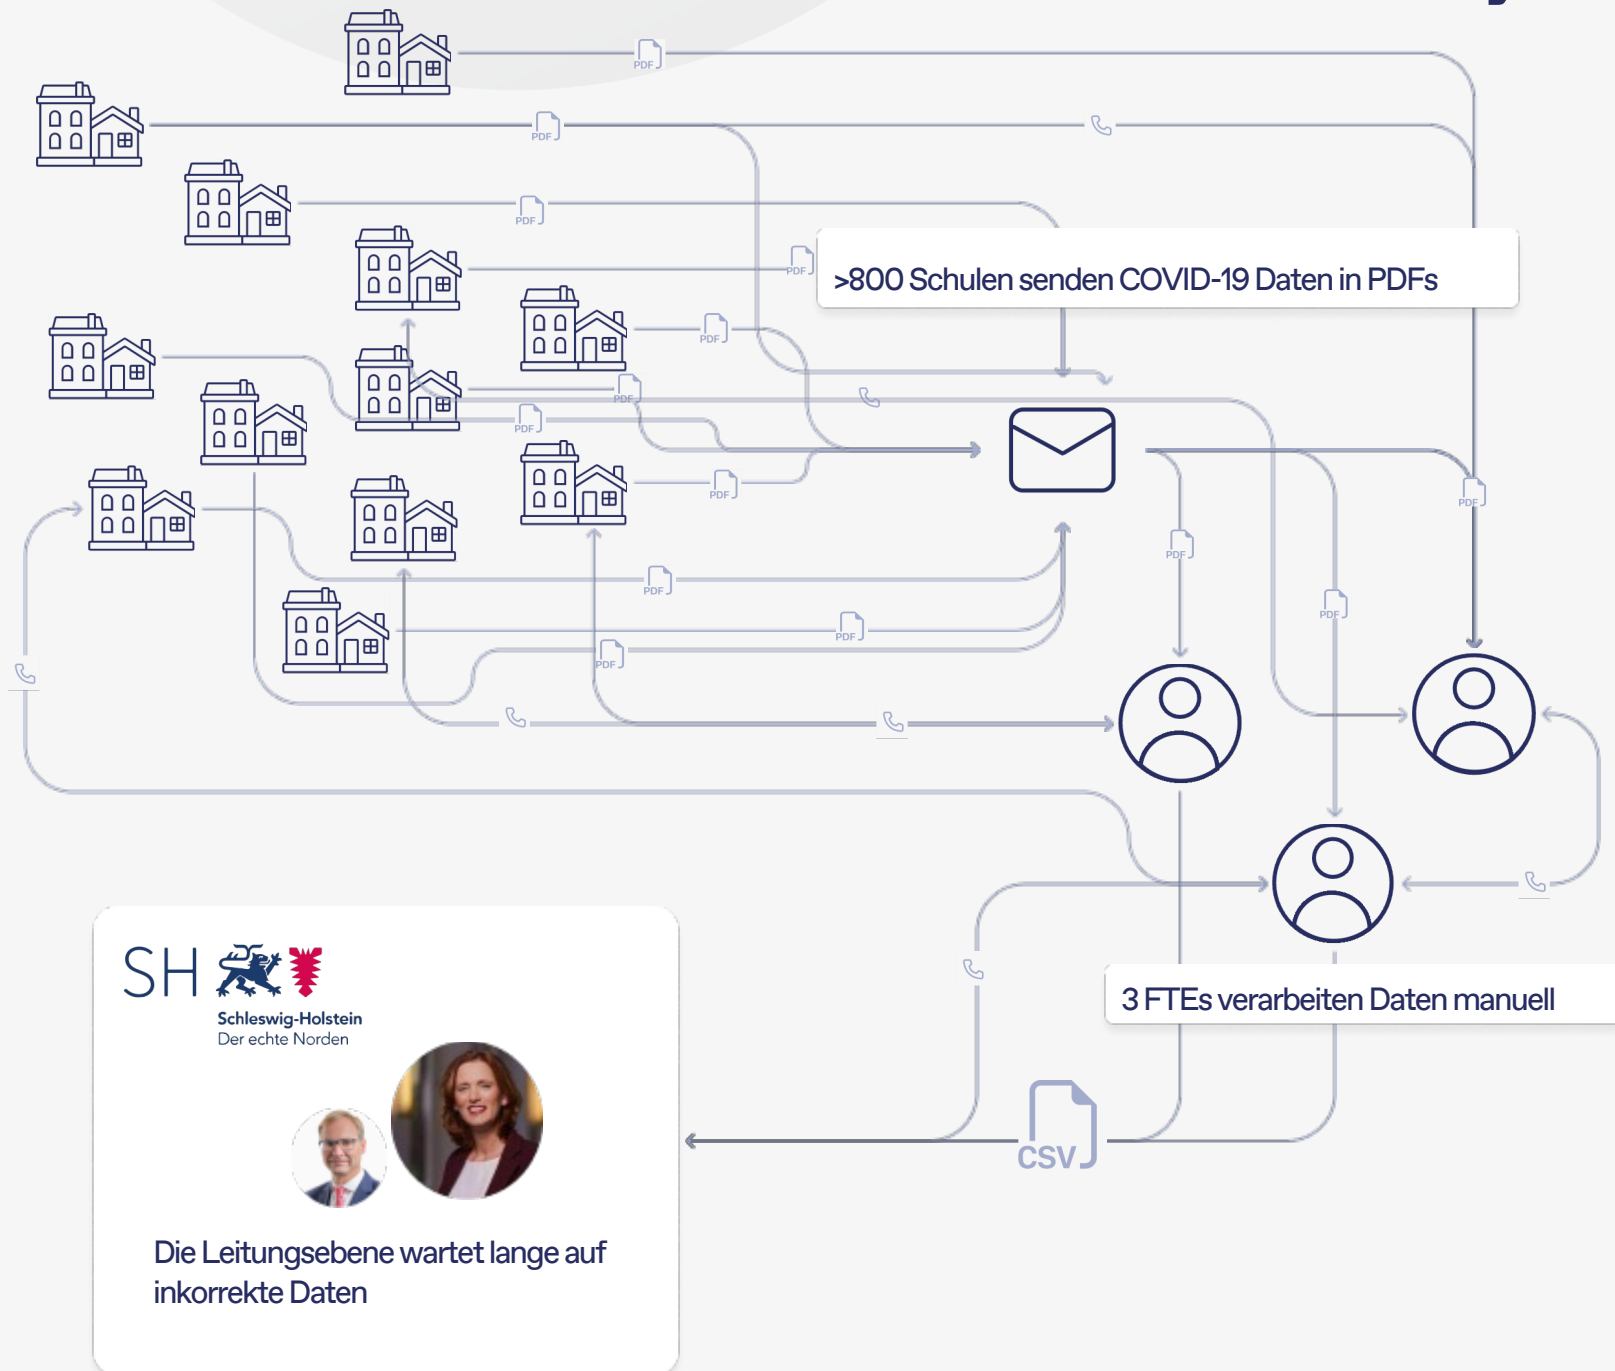 PDF
PDF
PDF
PDF
>800 Schulen senden COVID-19 Daten in PDFs
PDF
PDF
PDF
PDF
PDF
PDF
PDF
PDF
PDF
PDF
SH
Schleswig-Holstein
Der echte Norden
3 FTEs verarbeiten Daten manuell
CSV
Die Leitungsebene wartet lange auf
inkorrekte Daten